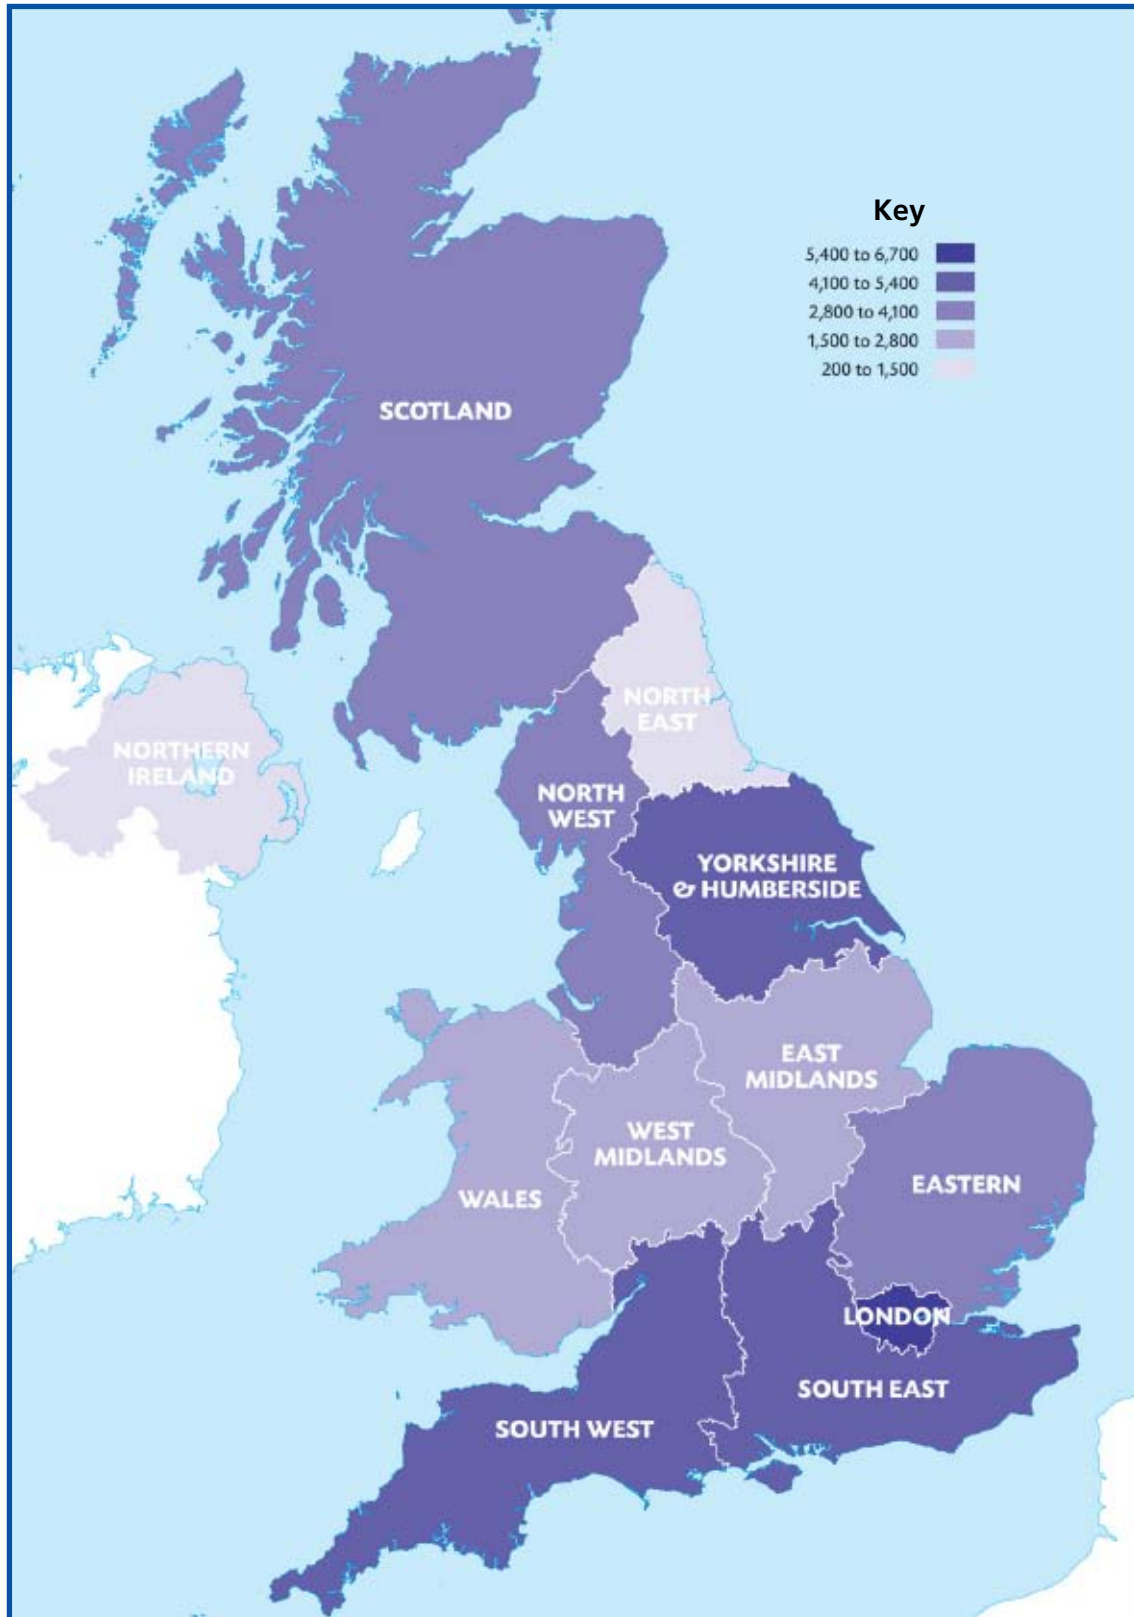 Key
5,400 to 6,700
4,100 to 5,400
2,800 to 4,100
1,500 to 2,800
200 to 1,500
SCOTLAND
NORTH
EAST
NORTHERN
IRELAND
NORTH
WEST
YORKSHIRE
& HUMBERSIDE
EAST
MIDLANDS
WEST
MIDLANDS
WALES
EASTERN
LONDON
SOUTH EAST
SOUTH WEST